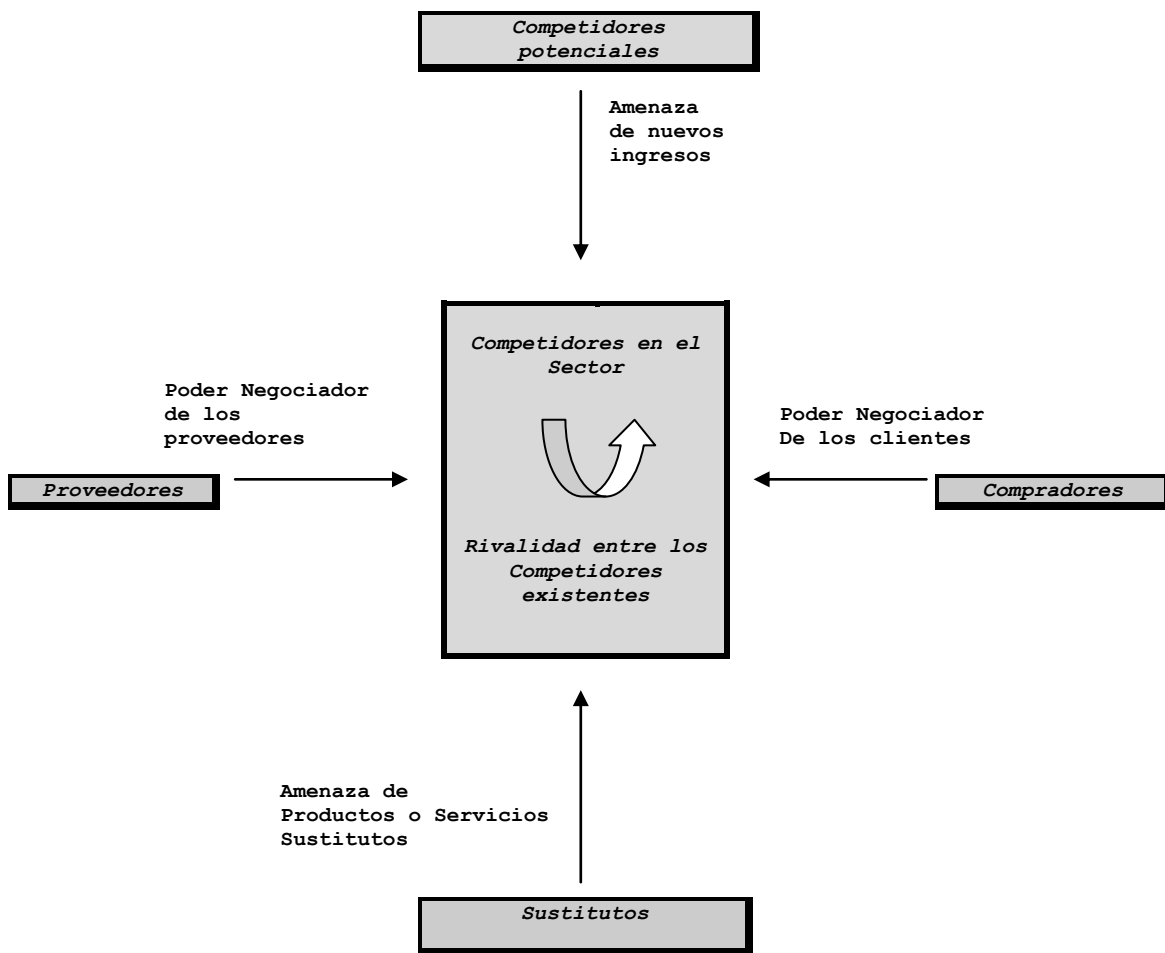 Competidores
potenciales
Amenaza
de nuevos
ingresos
Competidores en el
Sector
Poder Negociador
de los
proveedores
Poder Negociador
De los clientes
Proveedores
Compradores
Rivalidad entre los
Competidores
existentes
Amenaza de
Productos o Servicios
Sustitutos
Sustitutos